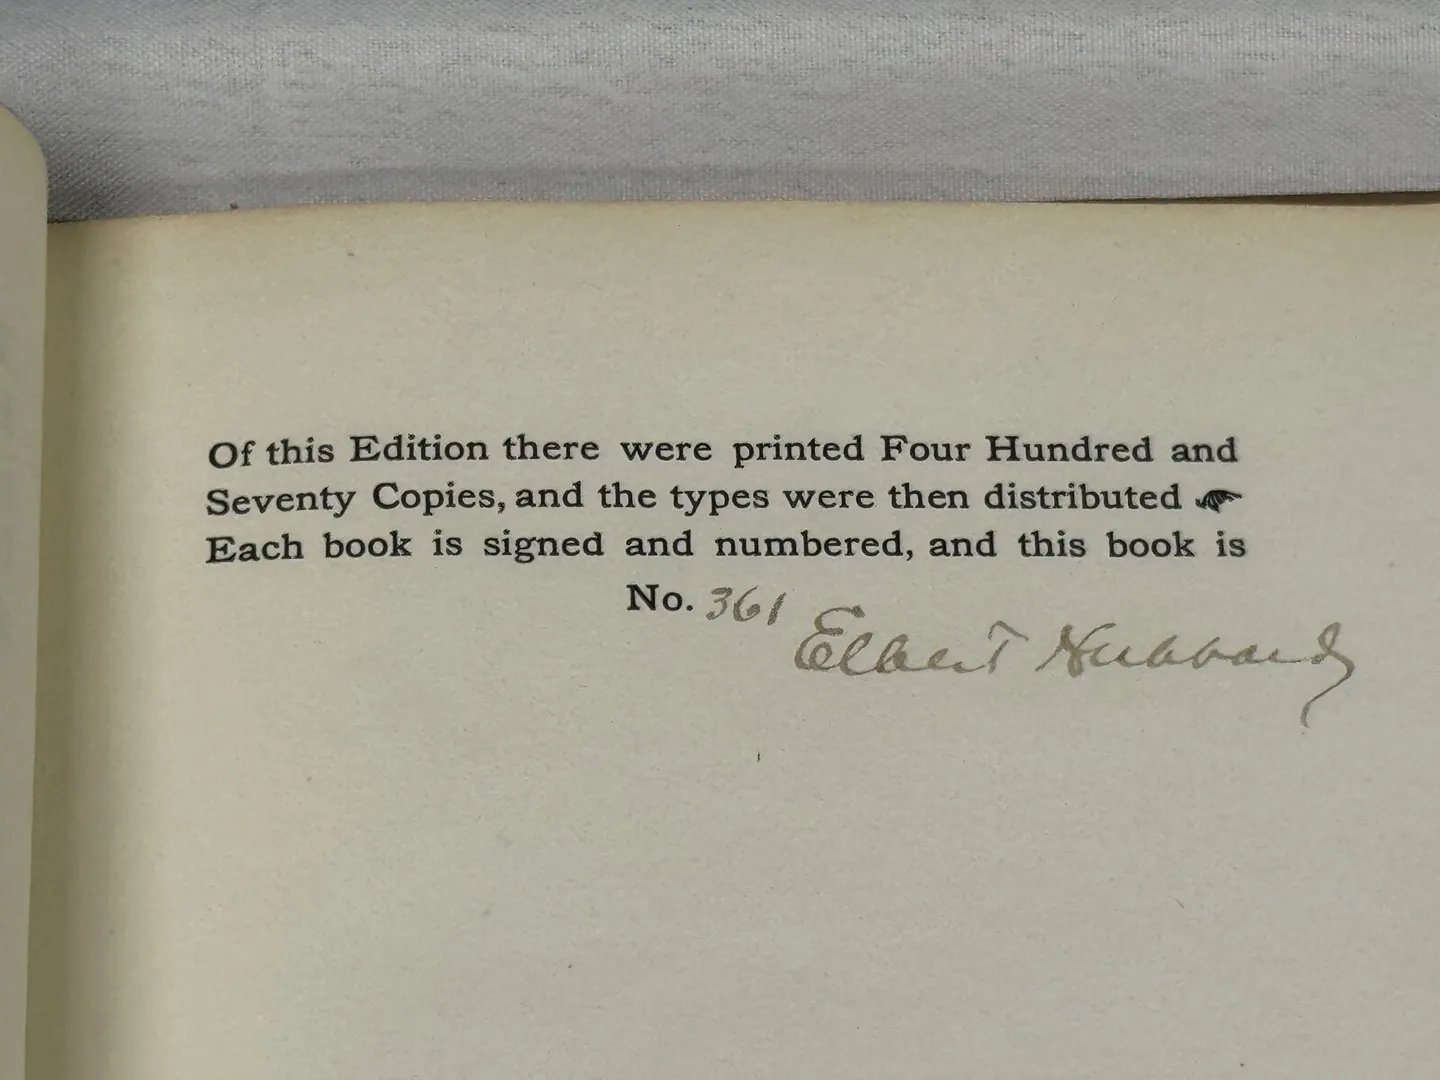 Of this Edition there were printed Four Hundred and
Seventy Copies, and the types were then distributed
Each book is signed and numbered, and this book is
No. 361
Elbert Hubbard